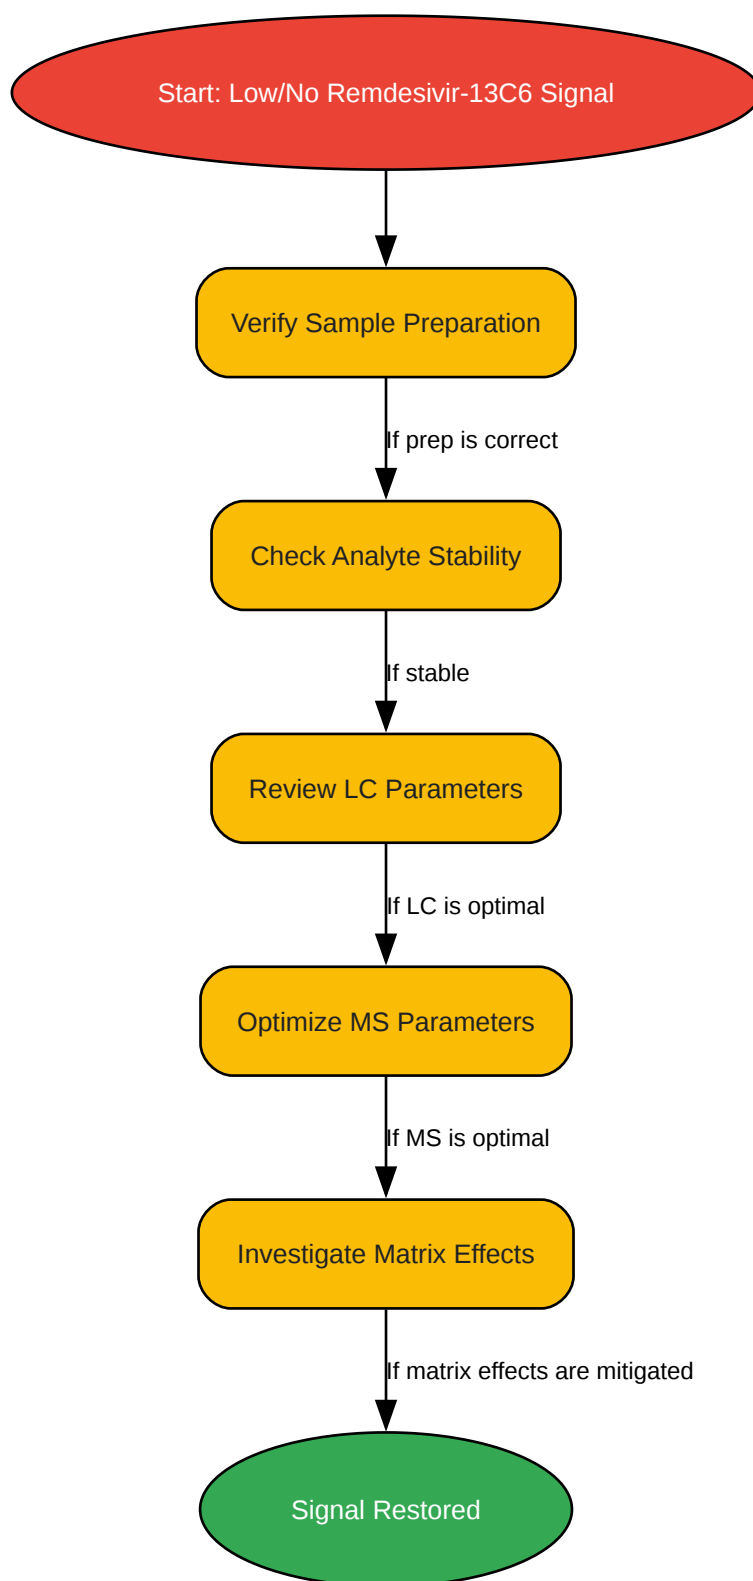 Start: Low/No Remdesivir-13C6 Signal
Verify Sample Preparation
If prep is correct
Check Analyte Stability
If stable
Review LC Parameters
If LC is optimal
Optimize MS Parameters
If MS is optimal
Investigate Matrix Effects
If matrix effects are mitigated
Signal Restored